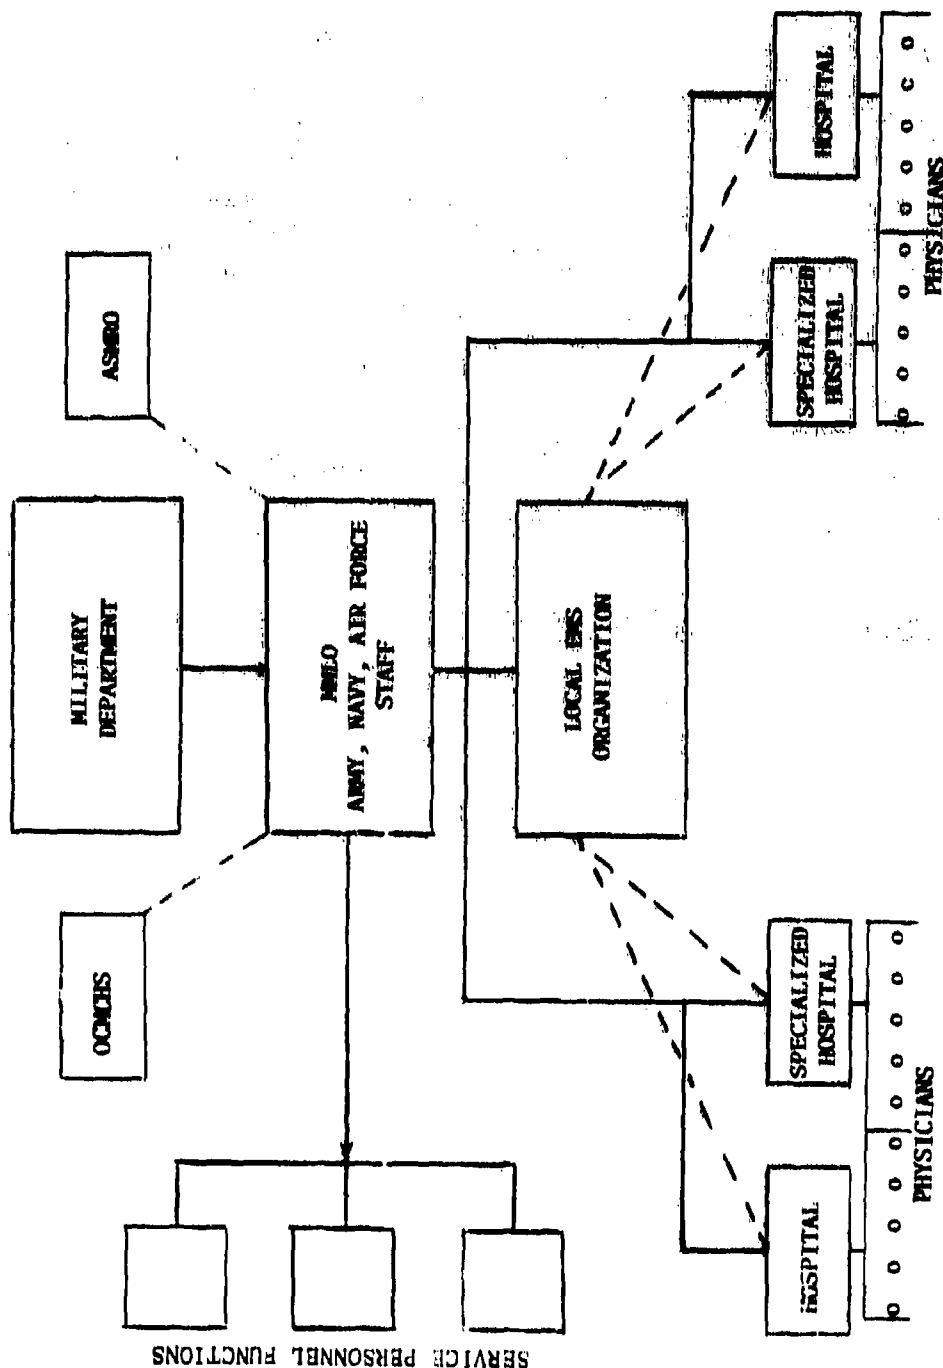 MILITARY
DEPARTMENT
OCMCHS
ASMRO
MMLO
ARMY, NAVY, AIR FORCE
STAFF
SERVICE PERSONNEL FUNCTIONS
LOCAL EMS
ORGANIZATION
HOSPITAL
SPECIALIZED
HOSPITAL
SPECIALIZED
HOSPITAL
HOSPITAL
PHYSICIANS
PHYSICIANS